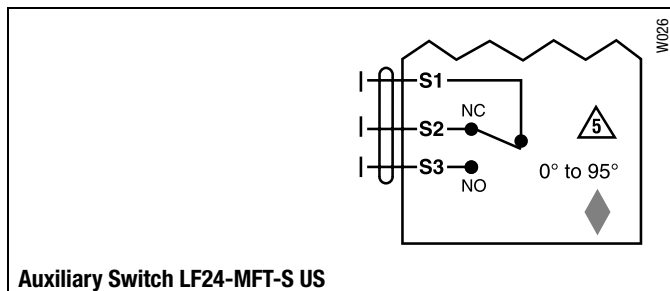 W026
S1
NC
S2
5
S3
0° to 95°
NO
Auxiliary Switch LF24-MFT-S US